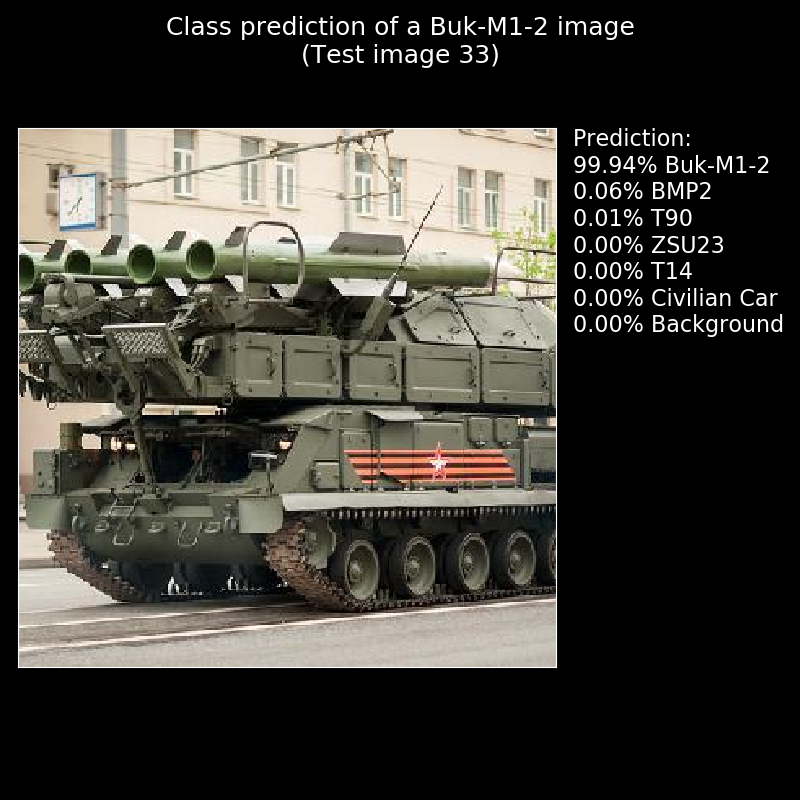 Class prediction of a Buk-M1-2 image
(Test image 33)
Prediction:
99.94% Buk-M1-2
0.06% BMP2
0.01% T90
0.00% ZSU23
0.00% T14
0.00% Civilian Car
0.00% Background